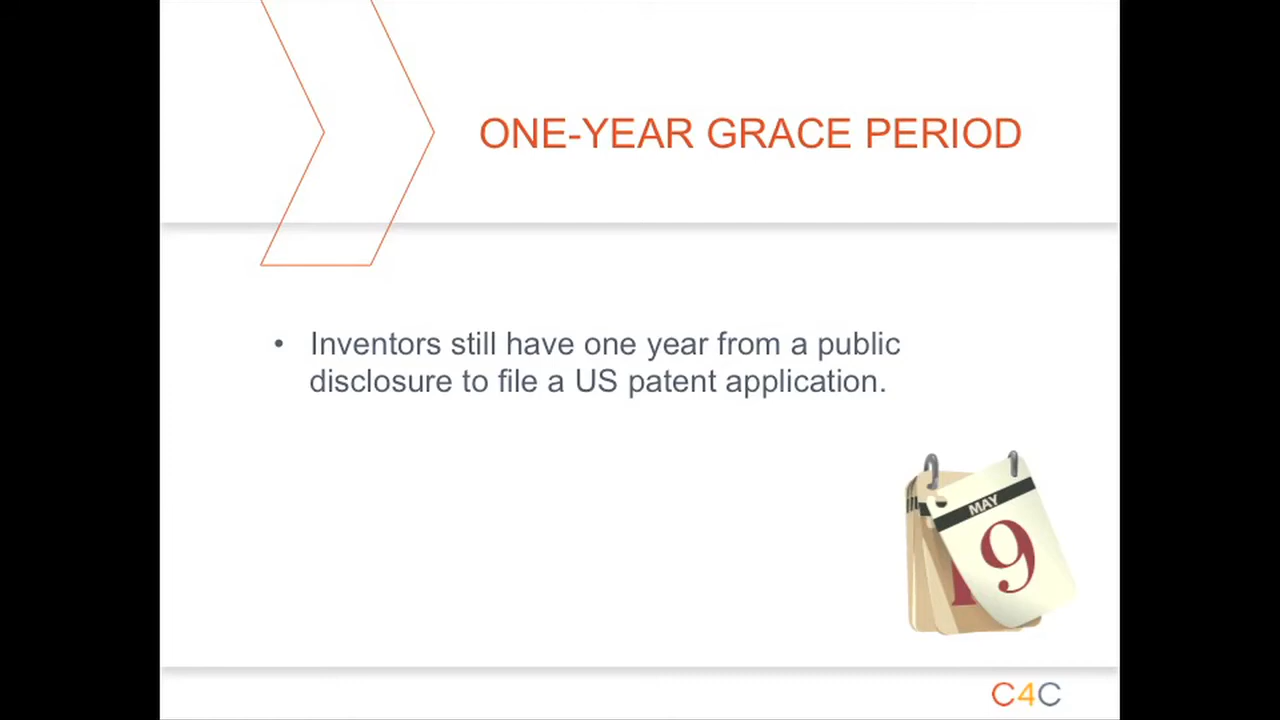 ONE-YEAR GRACE PERIOD
• Inventors still have one year from a public
disclosure to file a US patent application.
MAY
9
C4C